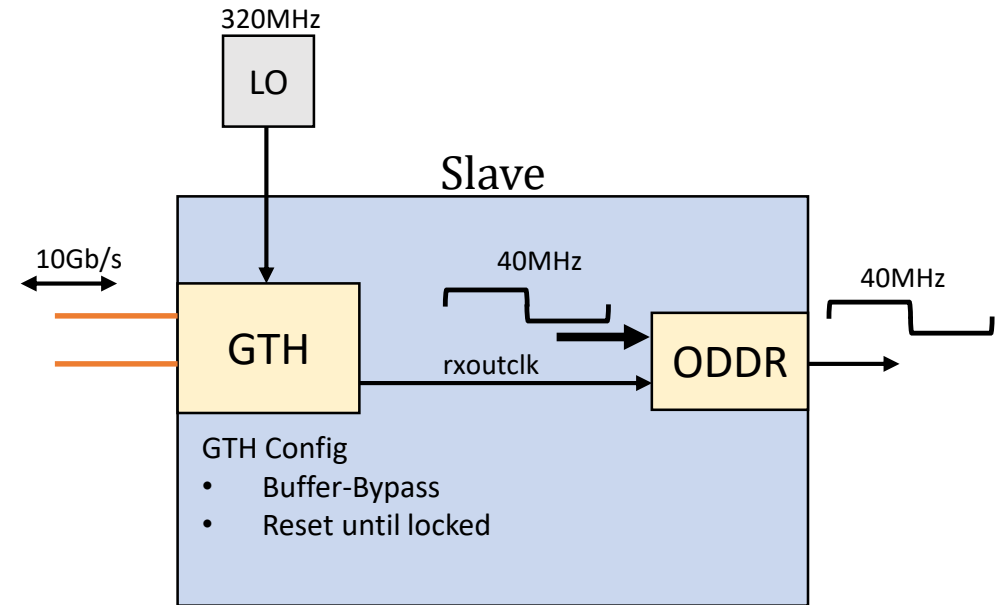 320MHz
LO
Slave
10Gb/s
40MHz
40MHz
GTH
rxoutclk
ODDR
GTH Config
• Buffer-Bypass
• Reset until locked